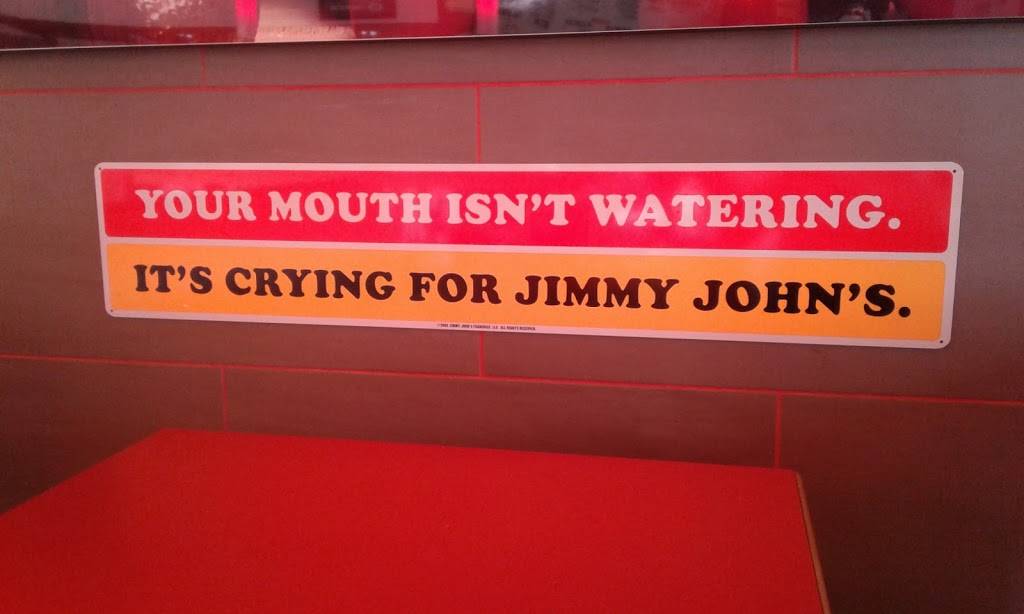 YOUR MOUTH ISN'T WATERING.
IT'S CRYING FOR JIMMY JOHN'S.